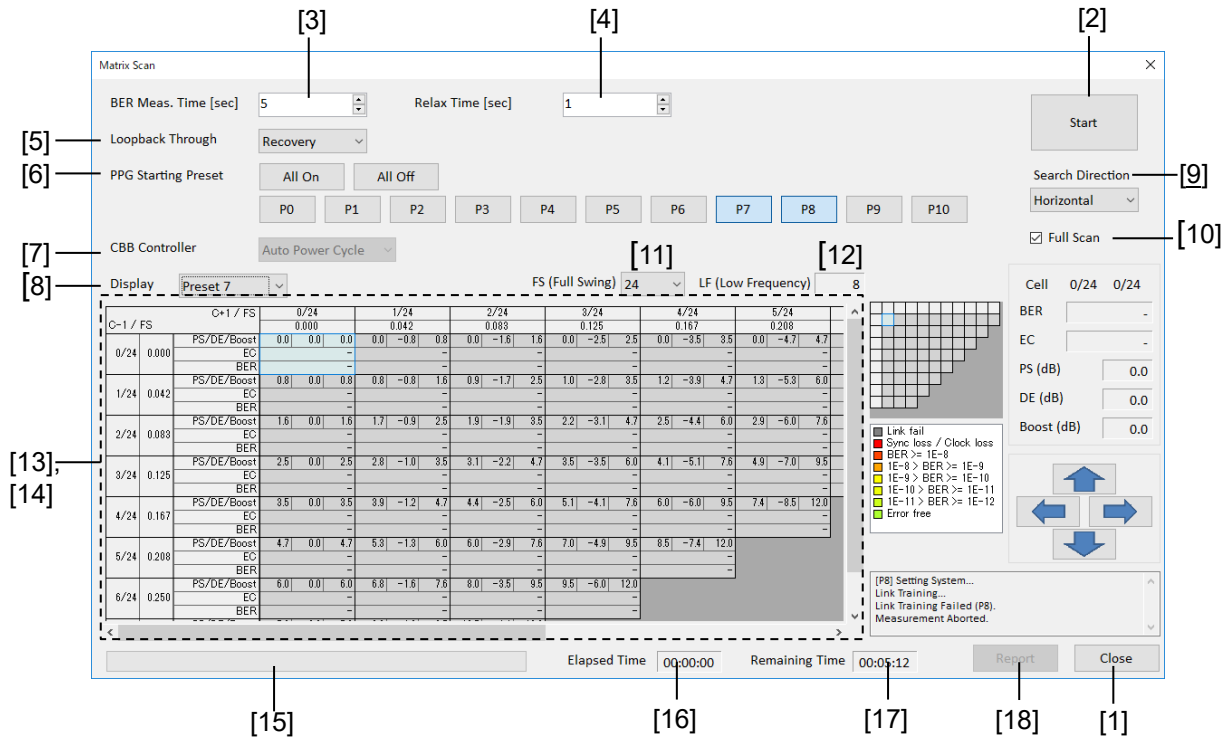 [3] [4] [2]
Matrix Scan
BER Meas. Time [sec] 5 Relax Time [sec] 1
Start
[5] Loopback Through Recovery
[6] PPG Starting Preset All On All Off
Search Direction [9]
P0 P1 P2 P3 P4 P5 P6 P7 P8 P9 P10
Horizontal
[7] CBB Controller Auto Power Cycle
[11] [12]
Full Scan [10]
[8] Display Preset 7 FS (Full Swing) 24 LF (Low Frequency) 8
C+1 / FS 0/24 1/24 2/24 3/24 4/24 5/24
C-1 / FS 0.000 0.042 0.083 0.125 0.167 0.208
PS/DE/Boost 0.0 0.0 0.0 0.0 -0.8 0.8 0.0 -1.6 1.6 0.0 -2.5 2.5 0.0 -3.5 3.5 0.0 -4.7 4.7
0/24 0.000 EC - - - - - -
BER - - - - - -
PS/DE/Boost 0.8 0.0 0.8 0.8 -0.8 1.6 0.9 -1.7 2.5 1.0 -2.8 3.5 1.2 -3.9 4.7 1.3 -5.3 6.0
1/24 0.042 EC - - - - - -
BER - - - - - -
PS/DE/Boost 1.6 0.0 1.6 1.7 -0.9 2.5 1.9 -1.9 3.5 2.2 -3.1 4.7 2.5 -4.4 6.0 2.9 -6.0 7.6
2/24 0.083 EC - - - - - -
BER - - - - - -
PS/DE/Boost 2.5 0.0 2.5 2.8 -1.0 3.5 3.1 -2.2 4.7 3.5 -3.5 6.0 4.1 -5.1 7.6 4.9 -7.0 9.5
3/24 0.125 EC - - - - - -
BER - - - - - -
PS/DE/Boost 3.5 0.0 3.5 3.9 -1.2 4.7 4.4 -2.5 6.0 5.1 -4.1 7.6 6.0 -6.0 9.5 7.4 -8.5 12.0
4/24 0.167 EC - - - - - -
BER - - - - - -
PS/DE/Boost 4.7 0.0 4.7 5.3 -1.3 6.0 6.0 -2.9 7.6 7.0 -4.9 9.5 8.5 -7.4 12.0
5/24 0.208 EC - - - - -
BER - - - - -
PS/DE/Boost 6.0 0.0 6.0 6.8 -1.6 7.6 8.0 -3.5 9.5 9.5 -6.0 12.0
6/24 0.250 EC - - - -
BER - - - -
[13],
[14]
Link fail
Sync loss / Clock loss
BER >= 1E-8
1E-8 > BER >= 1E-9
1E-9 > BER >= 1E-10
1E-10 > BER >= 1E-11
1E-11 > BER >= 1E-12
Error free
Cell 0/24 0/24
BER -
EC -
PS (dB) 0.0
DE (dB) 0.0
Boost (dB) 0.0
[P8] Setting System...
Link Training...
Link Training Failed (P8).
Measurement Aborted.
Elapsed Time 00:00:00 Remaining Time 00:05:12 Report Close
[15] [16] [17] [18] [1]